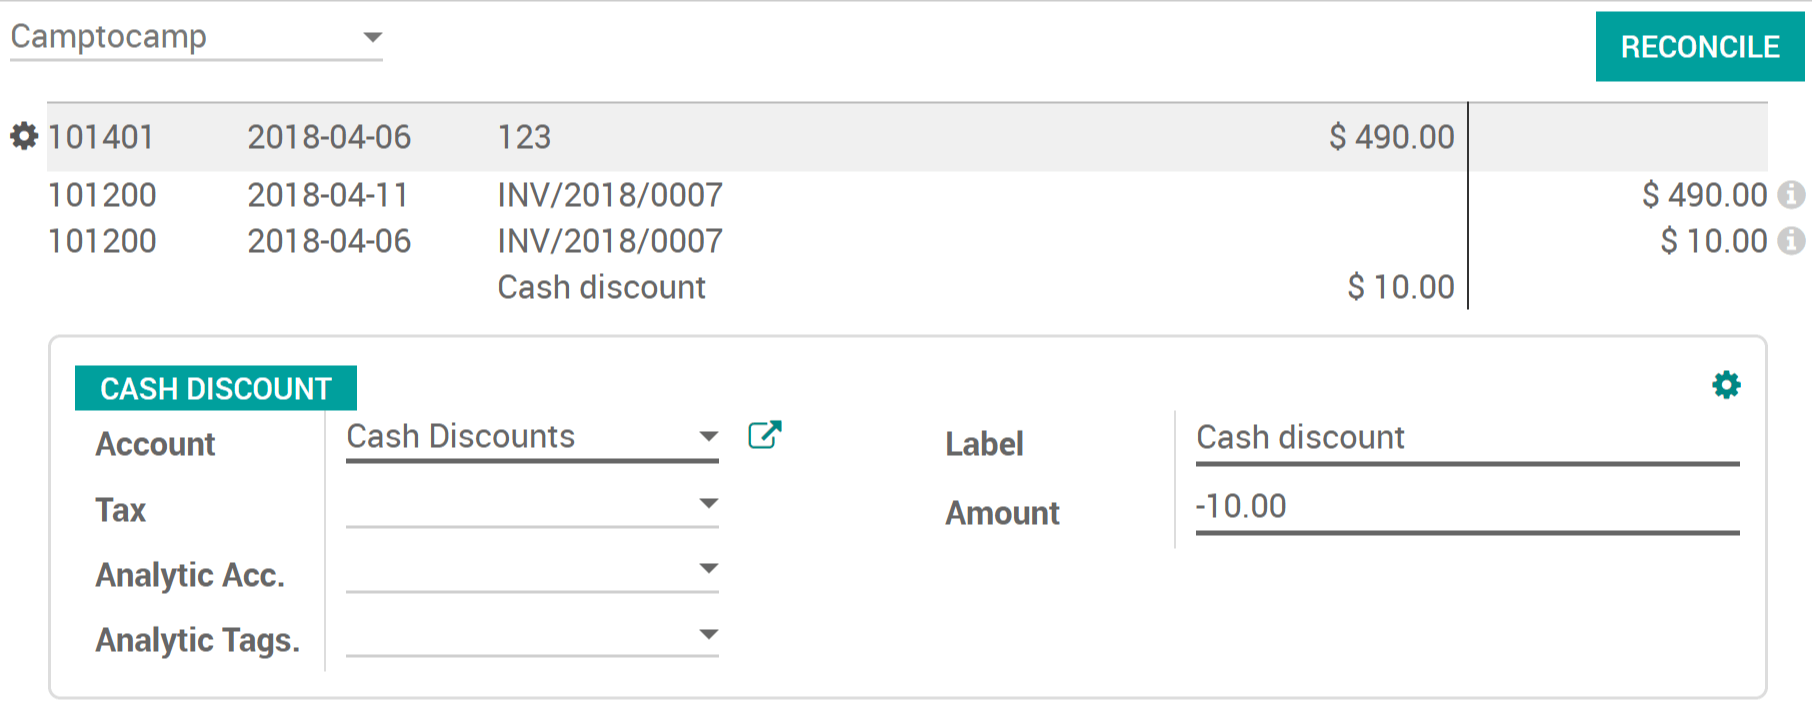 Camptocamp
RECONCILE
101401 2018-04-06 123 $ 490.00
101200 2018-04-11 INV/2018/0007 $ 490.00
101200 2018-04-06 INV/2018/0007 $ 10.00
Cash discount $ 10.00
CASH DISCOUNT
Account Cash Discounts Label Cash discount
Tax Amount -10.00
Analytic Acc.
Analytic Tags.